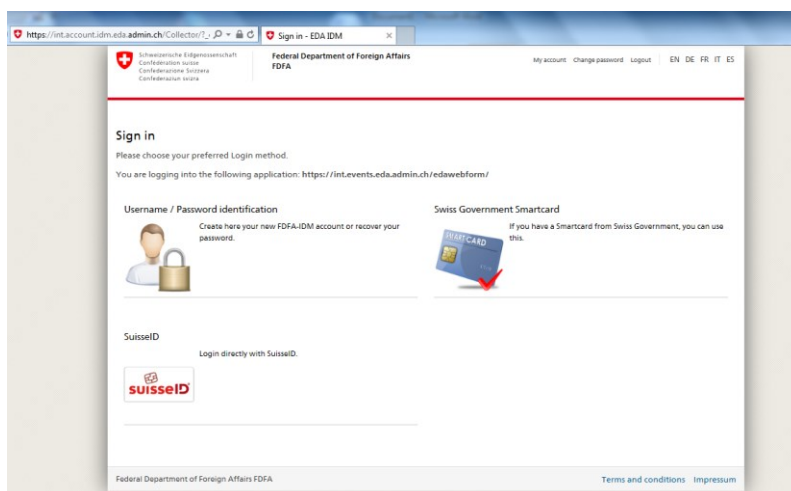 https://int.account.idm.eda.admin.ch/Collector/?_
Sign in - EDA IDM
Schweizerische Eidgenossenschaft
Confédération suisse
Confederazione Svizzera
Confederaziun svizra
Federal Department of Foreign Affairs
FDFA
My account Change password Logout EN DE FR IT ES
Sign in
Please choose your preferred Login method.
You are logging into the following application: https://int.events.eda.admin.ch/edawebform/
Username / Password identification
Create here your new FDFA-IDM account or recover your
password.
Swiss Government Smartcard
SMART CARD
If you have a Smartcard from Swiss Government, you can use
this.
SuisseID
Login directly with SuisseID.
suisseID
Federal Department of Foreign Affairs FDFA
Terms and conditions Impressum